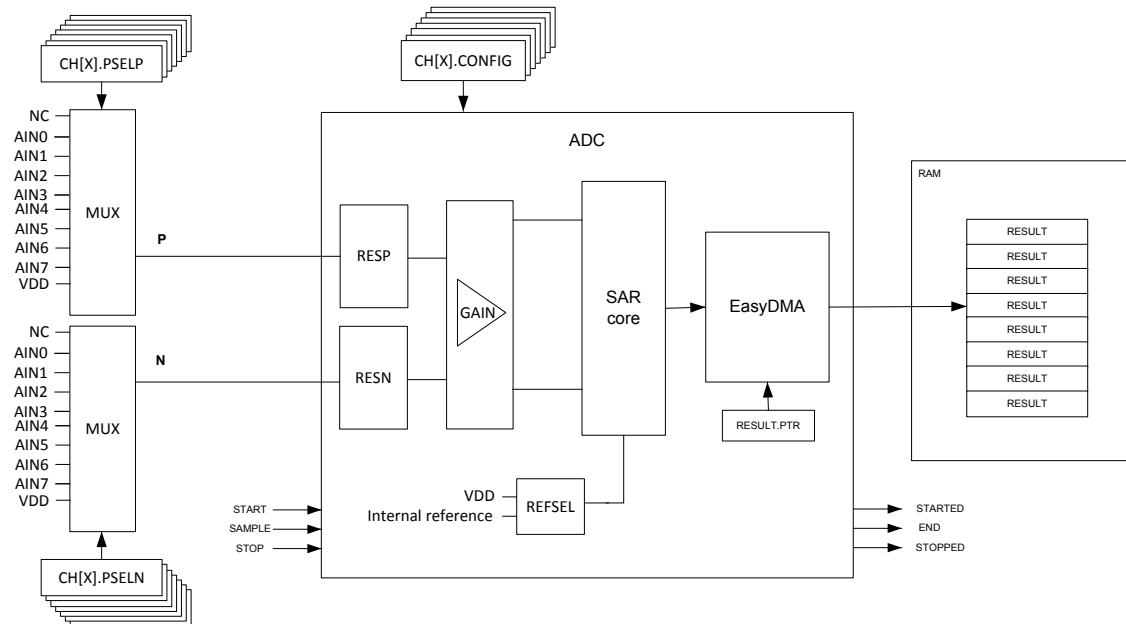 CH[X].PSELP
CH[X].CONFIG
NC
AIN0
AIN1
AIN2
AIN3
AIN4
AIN5
AIN6
AIN7
VDD
MUX
P
NC
AIN0
AIN1
AIN2
AIN3
AIN4
AIN5
AIN6
AIN7
VDD
MUX
N
CH[X].PSELN
ADC
RESP
RESN
GAIN
SAR
core
EasyDMA
RESULT.PTR
VDD
Internal reference
REFSEL
START
SAMPLE
STOP
STARTED
END
STOPPED
RAM
RESULT
RESULT
RESULT
RESULT
RESULT
RESULT
RESULT
RESULT